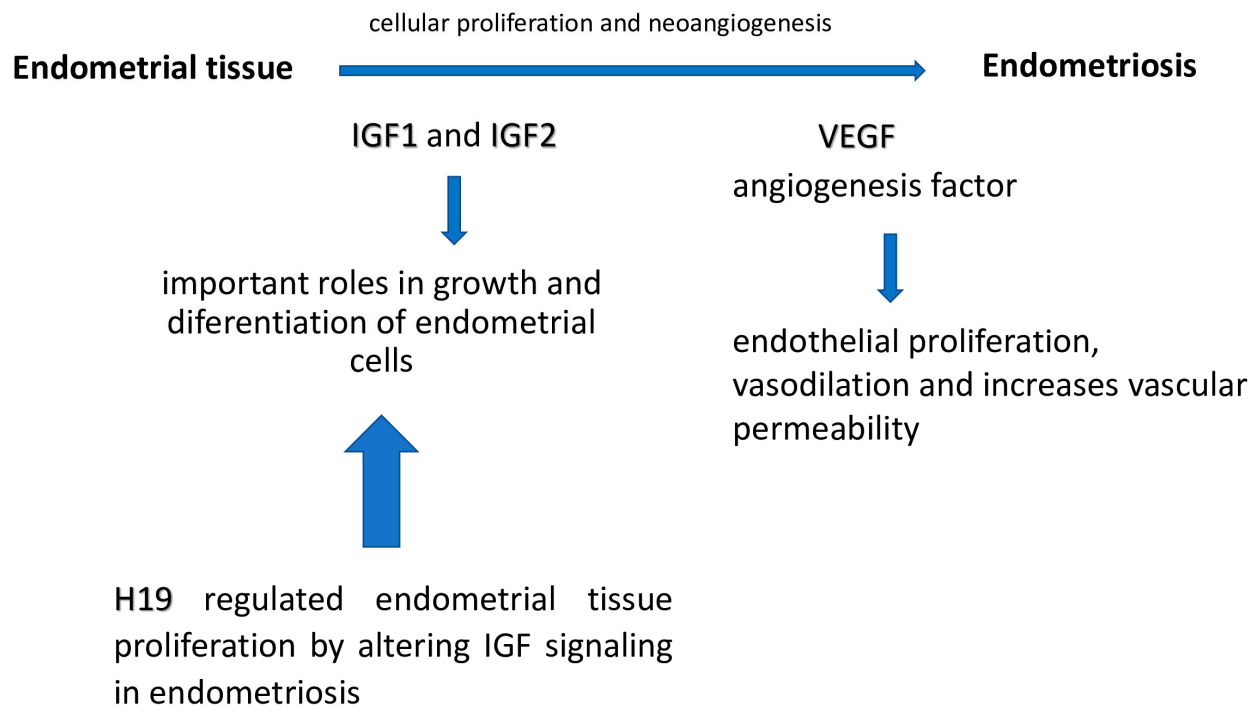 cellular proliferation and neoangiogenesis
Endometrial tissue
Endometriosis
IGF1 and IGF2
important roles in growth and
diferentiation of endometrial
cells
H19 regulated endometrial tissue
proliferation by altering IGF signaling
in endometriosis
VEGF
angiogenesis factor
endothelial proliferation,
vasodilation and increases vascular
permeability